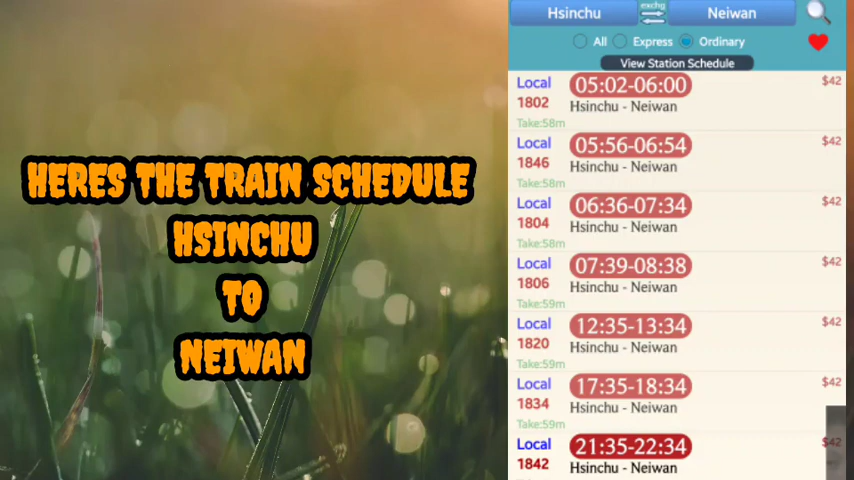 HERES THE TRAIN SCHEDULE
HSINCHU
TO
NEIWAN
Hsinchu exchg Neiwan
All Express Ordinary
View Station Schedule
Local 05:02-06:00 $42
1802 Hsinchu - Neiwan
Take:58m
Local 05:56-06:54 $42
1846 Hsinchu - Neiwan
Take:58m
Local 06:36-07:34 $42
1804 Hsinchu - Neiwan
Take:58m
Local 07:39-08:38 $42
1806 Hsinchu - Neiwan
Take:59m
Local 12:35-13:34 $42
1820 Hsinchu - Neiwan
Take:59m
Local 17:35-18:34 $42
1834 Hsinchu - Neiwan
Take:59m
Local 21:35-22:34 $42
1842 Hsinchu - Neiwan